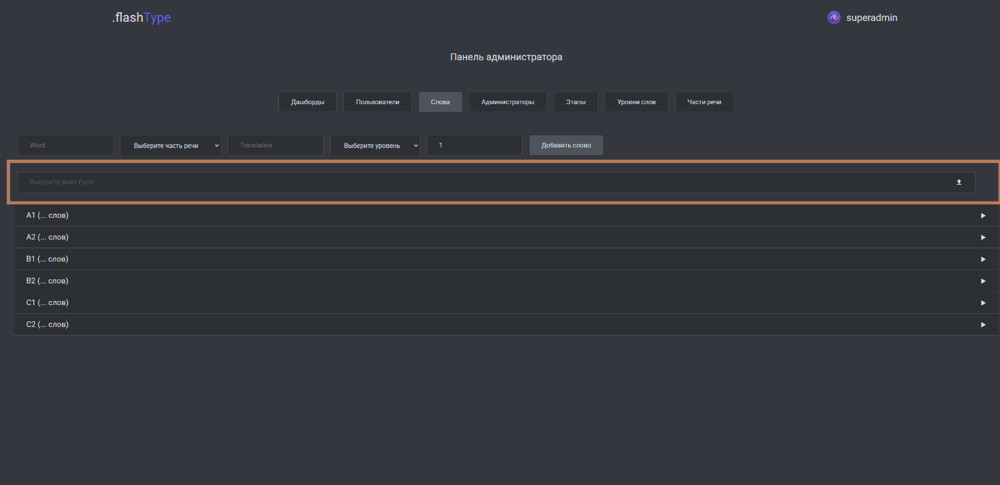 .flashType
superadmin
Панель администратора
Дашборды Пользователи Слова Администраторы Этапы Уровни слов Части речи
Word Выберите часть речи Translation Выберите уровень 1 Добавить слово
Выберите файл Excel
A1 (... слов)
A2 (... слов)
B1 (... слов)
B2 (... слов)
C1 (... слов)
C2 (... слов)